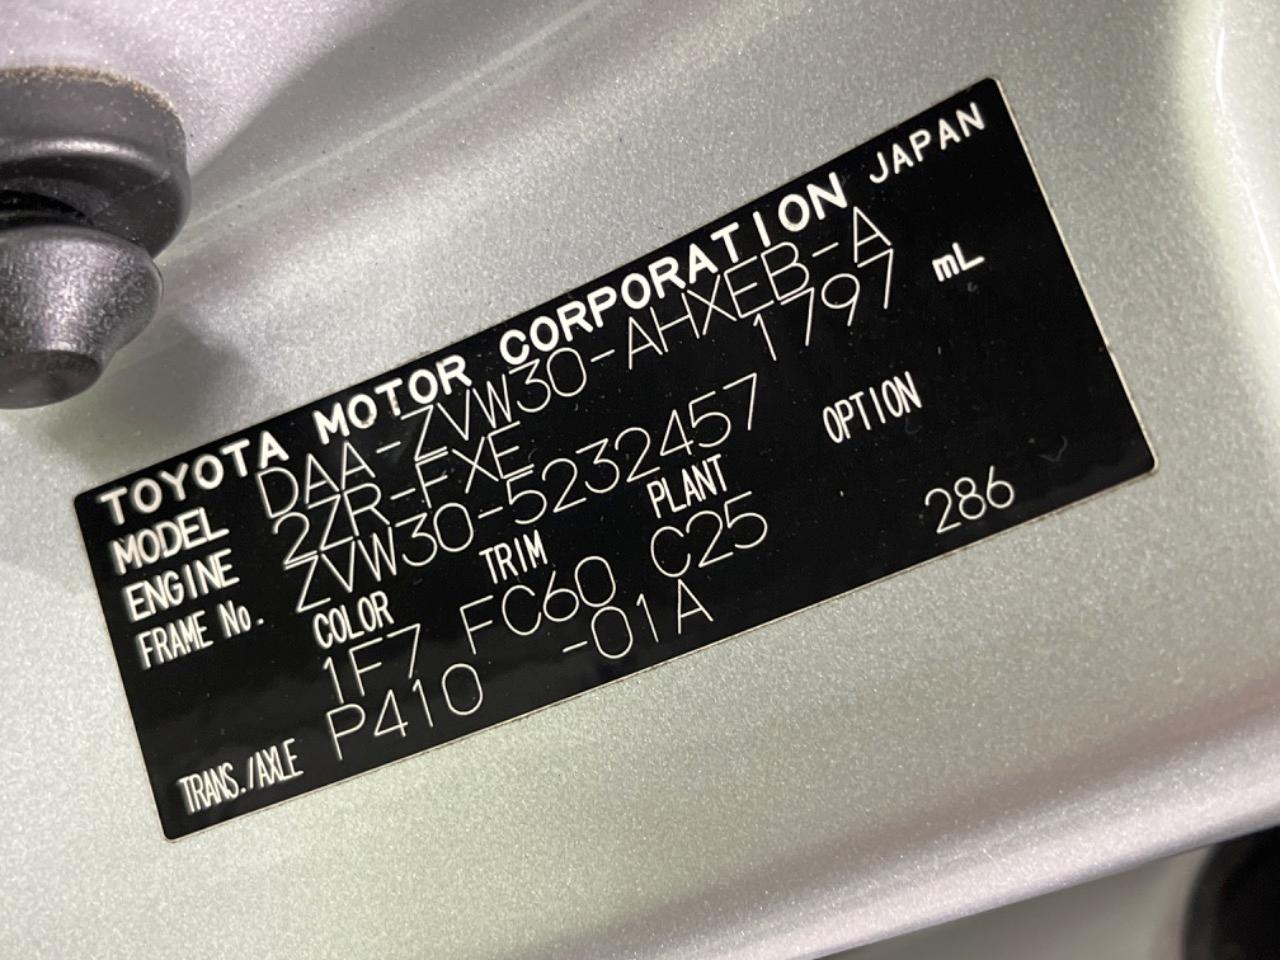 TOYOTA MOTOR CORPORATION JAPAN
MODEL DAA-ZVW30-AHXEB-A
ENGINE 2ZR-FXE 1797 mL
FRAME No. ZVW30-5232457
COLOR TRIM PLANT OPTION
1F7 FC60 C25 286
TRANS./AXLE P410 -01A